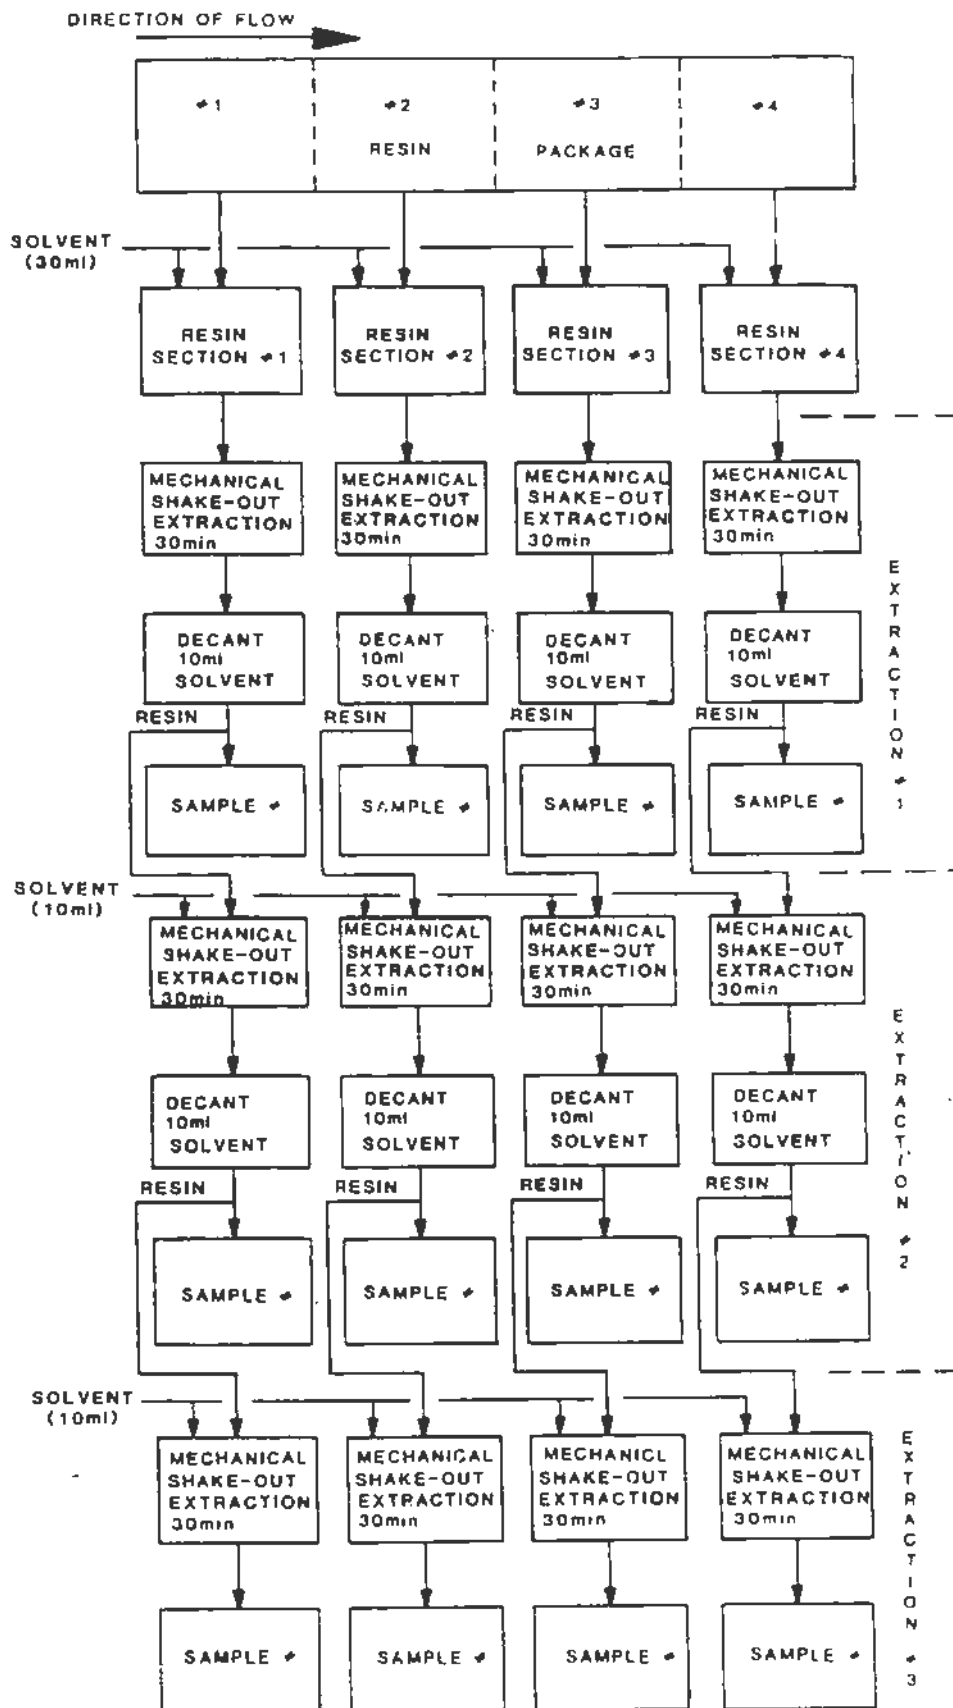 DIRECTION OF FLOW
#1 #2 #3 #4
RESIN PACKAGE
SOLVENT
(30ml)
RESIN
SECTION #1
RESIN
SECTION #2
RESIN
SECTION #3
RESIN
SECTION #4
MECHANICAL
SHAKE-OUT
EXTRACTION
30min
MECHANICAL
SHAKE-OUT
EXTRACTION
30min
MECHANICAL
SHAKE-OUT
EXTRACTION
30min
MECHANICAL
SHAKE-OUT
EXTRACTION
30min
DECANT
10ml
SOLVENT
DECANT
10ml
SOLVENT
DECANT
10ml
SOLVENT
DECANT
10ml
SOLVENT
RESIN
RESIN
RESIN
RESIN
SAMPLE #
SAMPLE #
SAMPLE #
SAMPLE #
EXTRACTION #1
SOLVENT
(10ml)
MECHANICAL
SHAKE-OUT
EXTRACTION
30min
MECHANICAL
SHAKE-OUT
EXTRACTION
30min
MECHANICAL
SHAKE-OUT
EXTRACTION
30min
MECHANICAL
SHAKE-OUT
EXTRACTION
30min
DECANT
10ml
SOLVENT
DECANT
10ml
SOLVENT
DECANT
10ml
SOLVENT
DECANT
10ml
SOLVENT
RESIN
RESIN
RESIN
RESIN
SAMPLE #
SAMPLE #
SAMPLE #
SAMPLE #
EXTRACTION #2
SOLVENT
(10ml)
MECHANICAL
SHAKE-OUT
EXTRACTION
30min
MECHANICAL
SHAKE-OUT
EXTRACTION
30min
MECHANICL
SHAKE-OUT
EXTRACTION
30min
MECHANICAL
SHAKE-OUT
EXTRACTION
30min
SAMPLE #
SAMPLE #
SAMPLE #
SAMPLE #
EXTRACTION #3